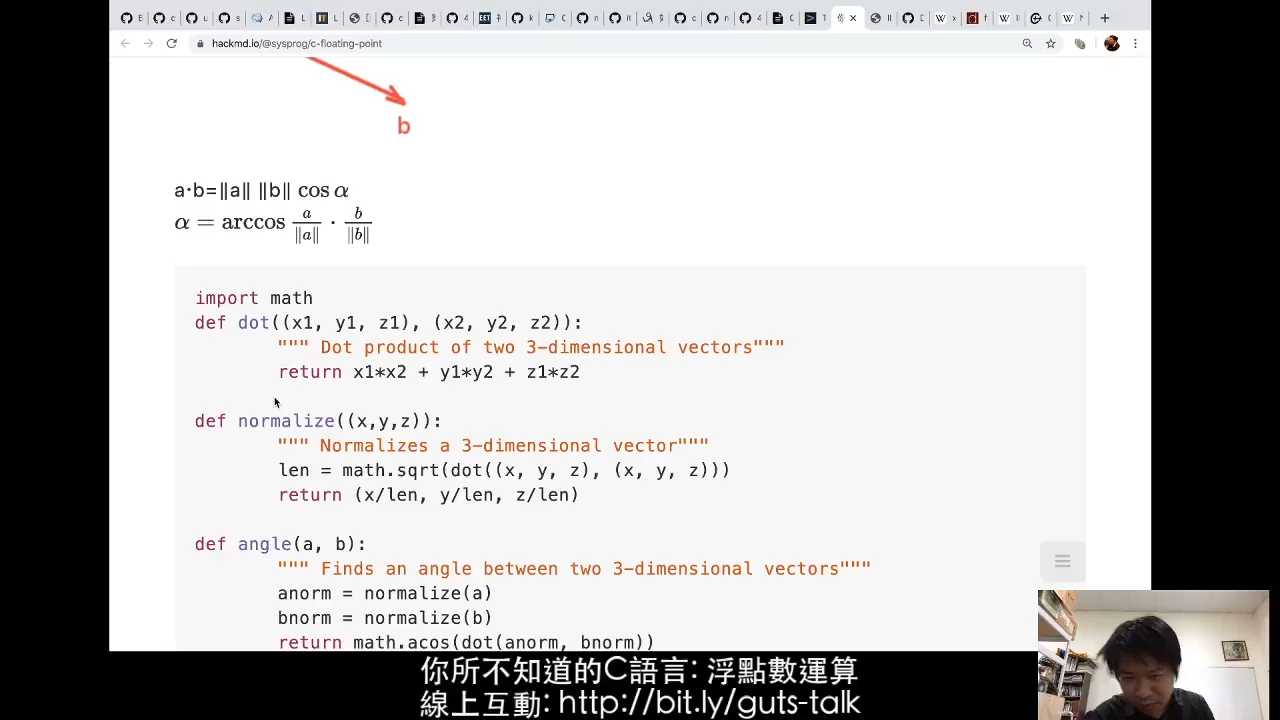 hackmd.io/@sysprog/c-floating-point
b
a·b=‖a‖ ‖b‖ cos α
α = arccos a/‖a‖ · b/‖b‖
import math
def dot((x1, y1, z1), (x2, y2, z2)):
""" Dot product of two 3-dimensional vectors"""
return x1*x2 + y1*y2 + z1*z2
def normalize((x,y,z)):
""" Normalizes a 3-dimensional vector"""
len = math.sqrt(dot((x, y, z), (x, y, z)))
return (x/len, y/len, z/len)
def angle(a, b):
""" Finds an angle between two 3-dimensional vectors"""
anorm = normalize(a)
bnorm = normalize(b)
return math.acos(dot(anorm, bnorm))
你所不知道的C語言: 浮點數運算
線上互動: http://bit.ly/guts-talk